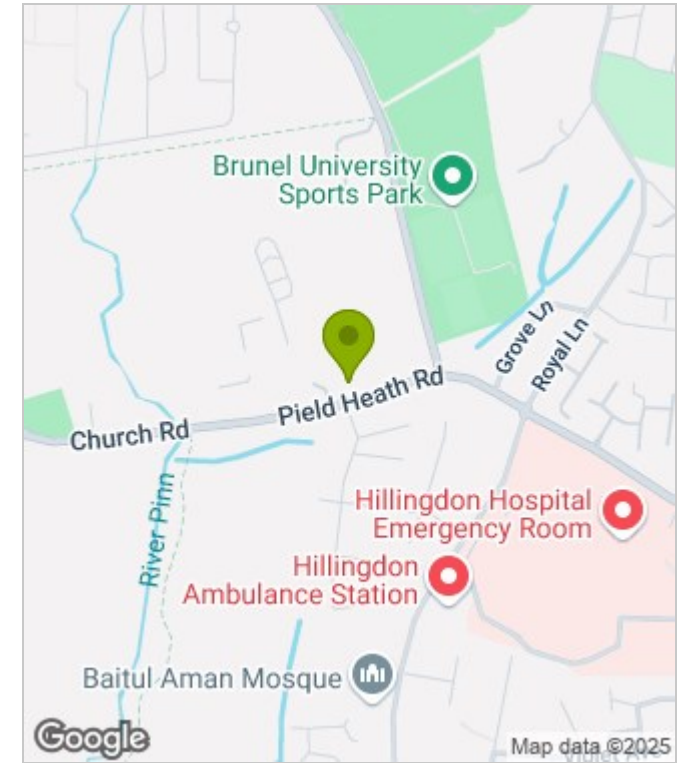 Brunel University
Sports Park
Grove Ln
Royal Ln
Pield Heath Rd
Church Rd
River Pinn
Hillingdon Hospital
Emergency Room
Hillingdon
Ambulance Station
Baitul Aman Mosque
Google
Map data ©2025